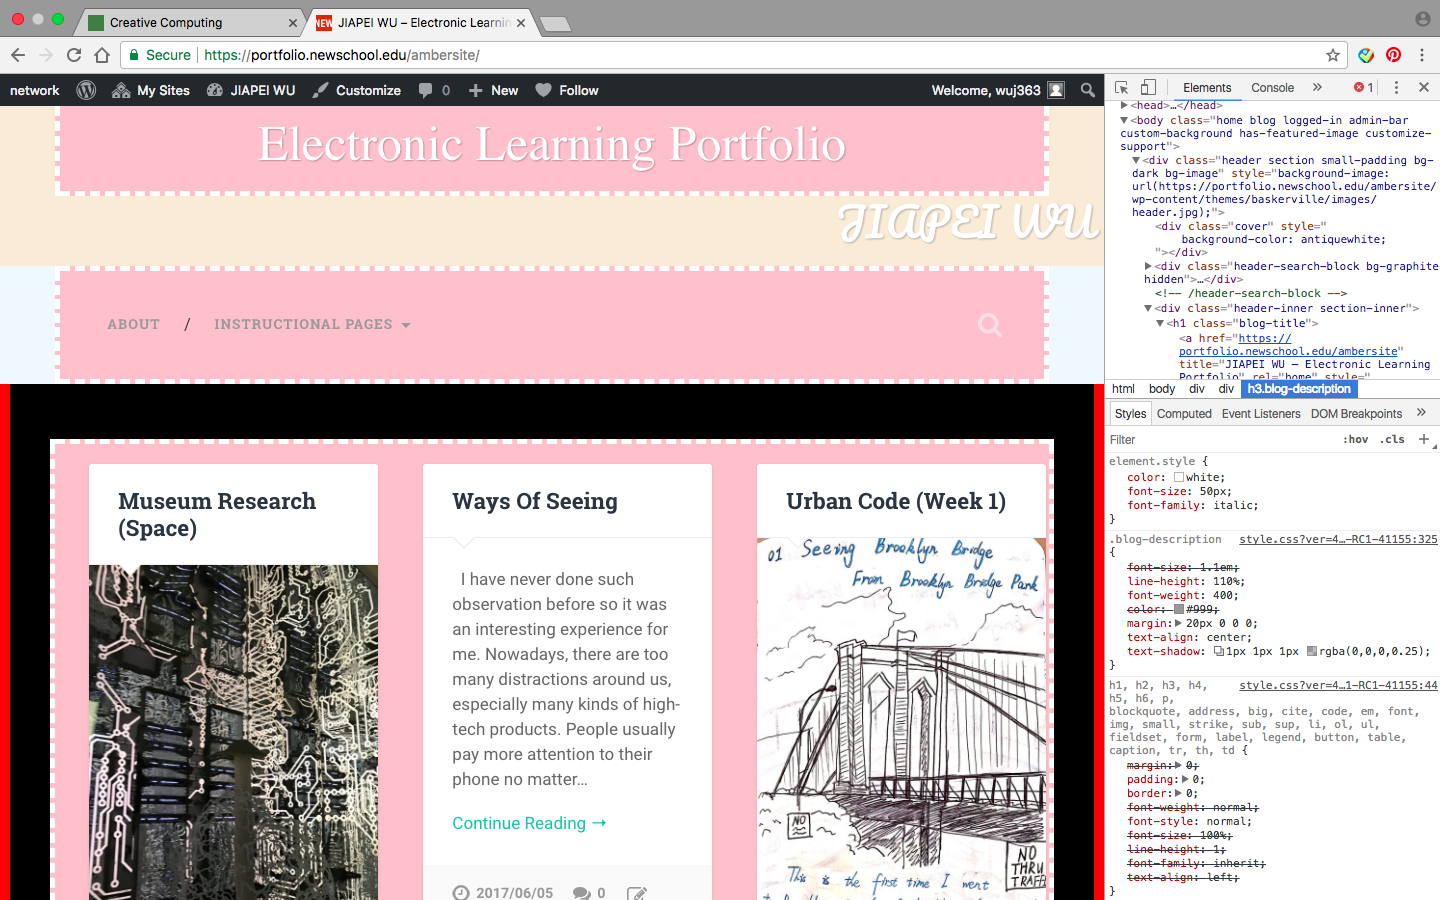 Creative Computing
JIAPEI WU – Electronic Learnin
Secure https://portfolio.newschool.edu/ambersite/
network My Sites JIAPEI WU Customize 0 New Follow Welcome, wuj363
Electronic Learning Portfolio
JIAPEI WU
ABOUT / INSTRUCTIONAL PAGES
Museum Research
(Space)
Ways Of Seeing
I have never done such
observation before so it was
an interesting experience for
me. Nowadays, there are too
many distractions around us,
especially many kinds of high-
tech products. People usually
pay more attention to their
phone no matter...
Continue Reading →
2017/06/05 0
Urban Code (Week 1)
01 Seeing Brooklyn Bridge
From Brooklyn Bridge Park
NO
NO
THRU
TRAFF
This is the first time I went
Elements Console » 1
<head>…</head>
<body class="home blog logged-in admin-bar
custom-background has-featured-image customize-
support">
<div class="header section small-padding bg-
dark bg-image" style="background-image:
url(https://portfolio.newschool.edu/ambersite/
wp-content/themes/baskerville/images/
header.jpg);">
<div class="cover" style="
background-color: antiquewhite;
"></div>
<div class="header-search-block bg-graphite
hidden">…</div>
<!-- /header-search-block -->
<div class="header-inner section-inner">
<h1 class="blog-title">
<a href="https://
portfolio.newschool.edu/ambersite"
title="JIAPEI WU – Electronic Learning
Portfolio" rel="home" style="
html body div div h3.blog-description
Styles Computed Event Listeners DOM Breakpoints »
Filter :hov .cls +
element.style {
color: white;
font-size: 50px;
font-family: italic;
}
.blog-description style.css?ver=4…-RC1-41155:325
{
font-size: 1.1em;
line-height: 110%;
font-weight: 400;
color: #999;
margin: 20px 0 0 0;
text-align: center;
text-shadow: 1px 1px 1px rgba(0,0,0,0.25);
}
h1, h2, h3, h4, style.css?ver=4…1-RC1-41155:44
h5, h6, p,
blockquote, address, big, cite, code, em, font,
img, small, strike, sub, sup, li, ol, ul,
fieldset, form, label, legend, button, table,
caption, tr, th, td {
margin: 0;
padding: 0;
border: 0;
font-weight: normal;
font-style: normal;
font-size: 100%;
line-height: 1;
font-family: inherit;
text-align: left;
}